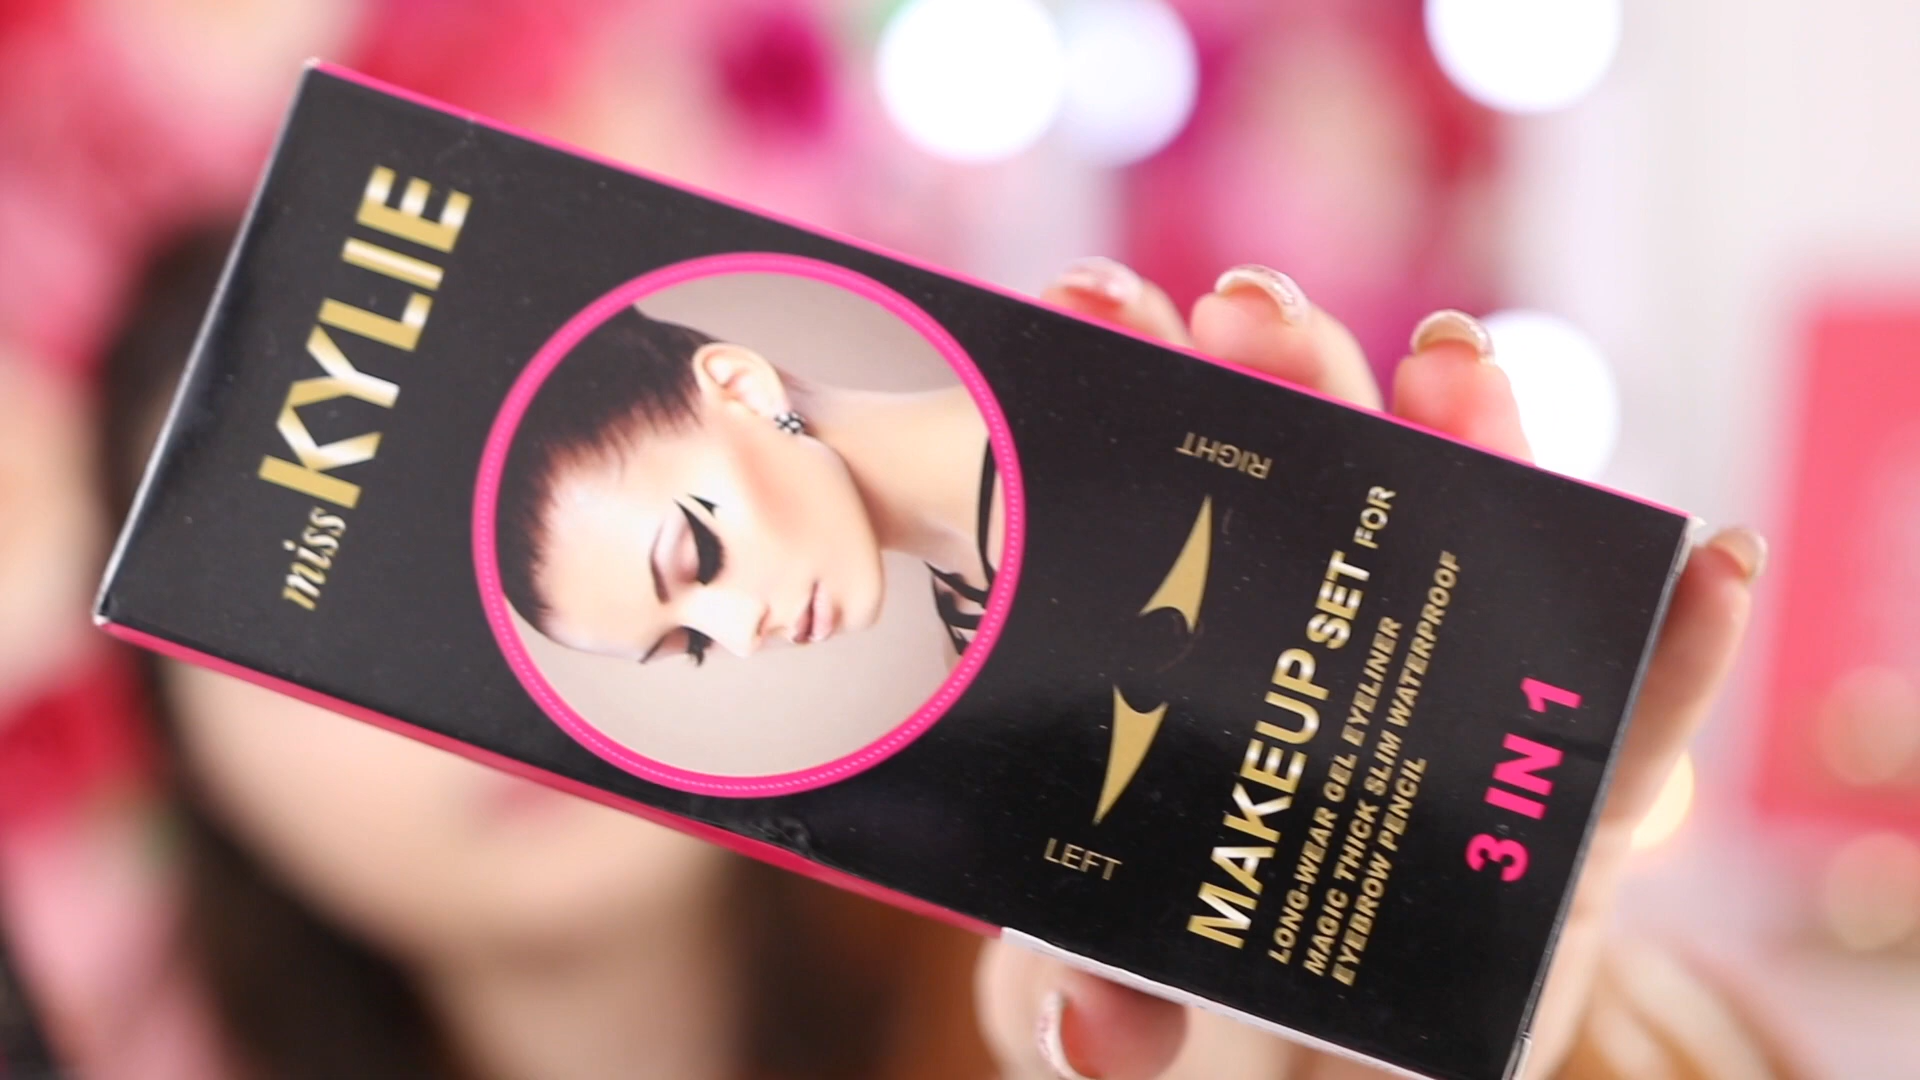 miss KYLIE
LEFT
RIGHT
MAKEUP SET FOR
LONG-WEAR GEL EYELINER
MAGIC THICK SLIM WATERPROOF
EYEBROW PENCIL
3 IN 1